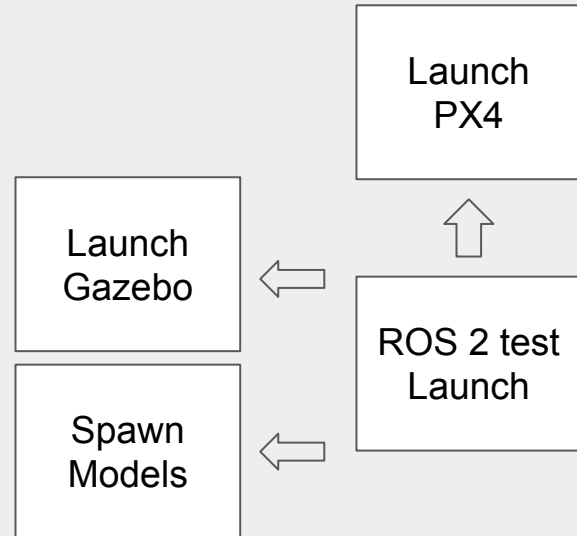 Launch
PX4
Launch
Gazebo
ROS 2 test
Launch
Spawn
Models